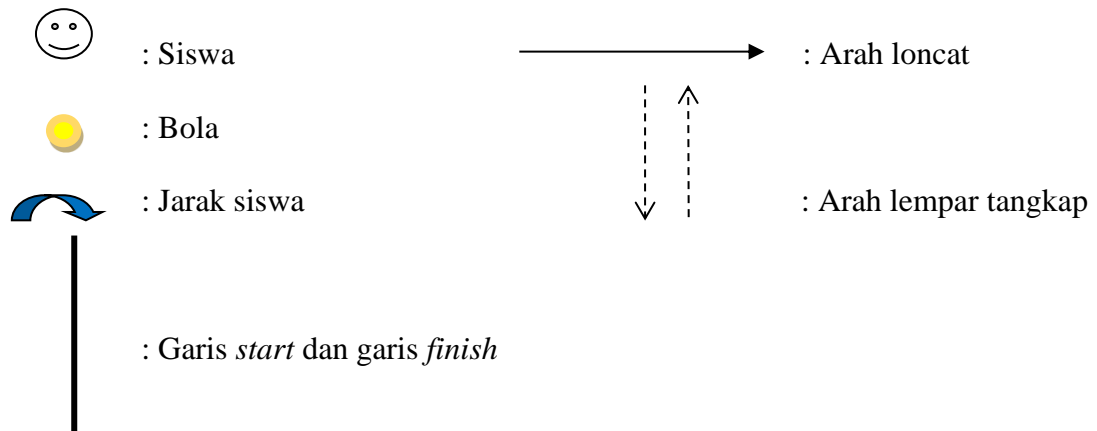 : Siswa
: Arah loncat
: Bola
: Jarak siswa
: Arah lempar tangkap
: Garis start dan garis finish